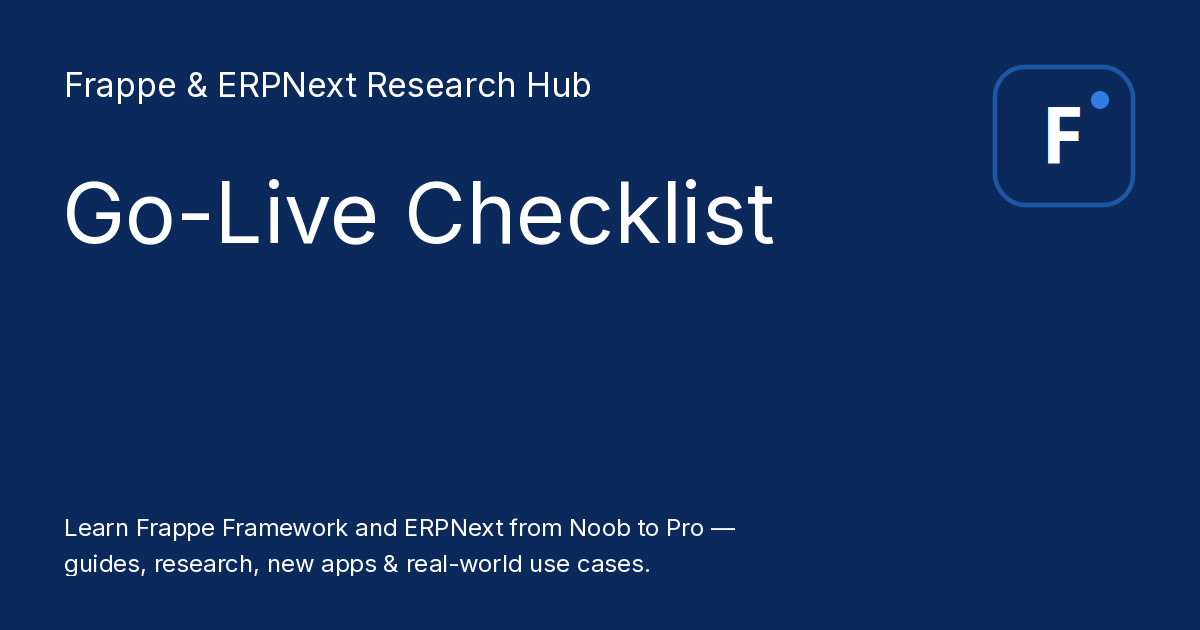 Frappe & ERPNext Research Hub
F
Go-Live Checklist
Learn Frappe Framework and ERPNext from Noob to Pro —
guides, research, new apps & real-world use cases.